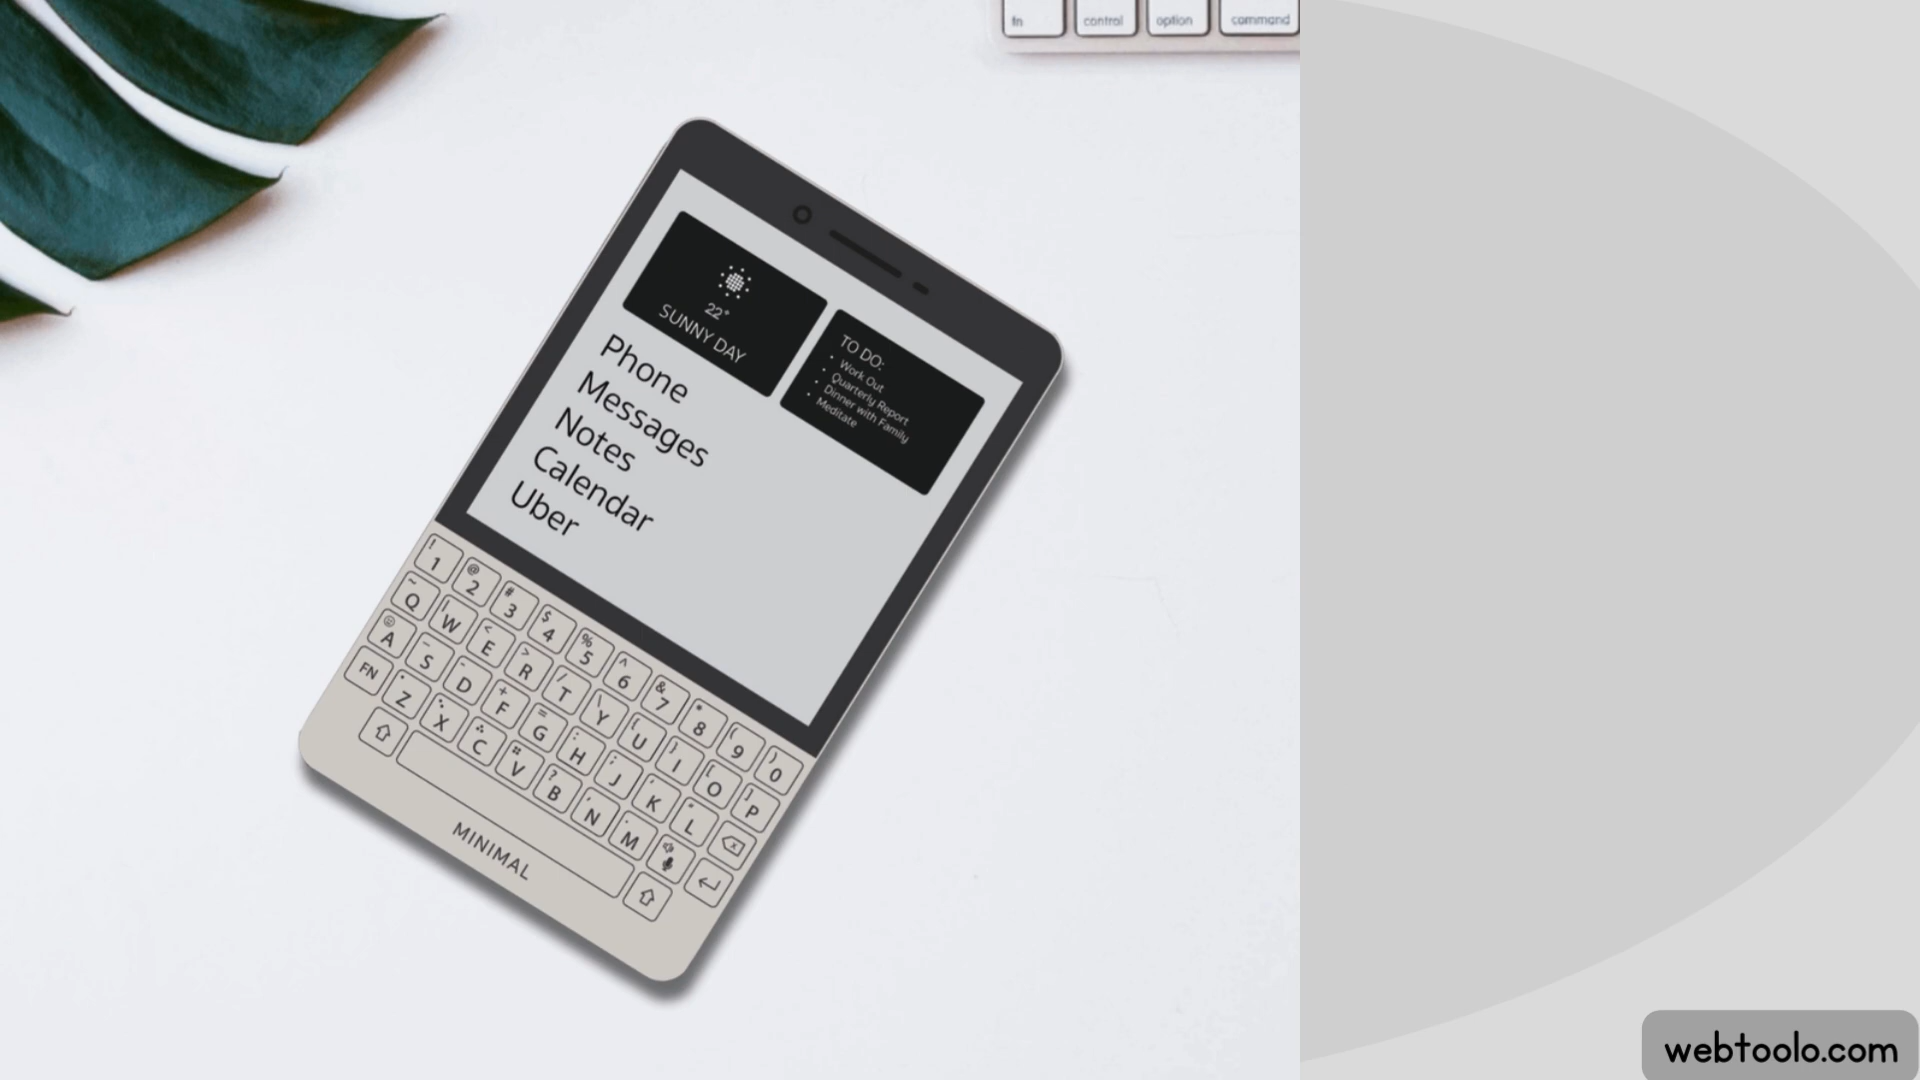 fn control option command
22°
SUNNY DAY
TO DO:
• Work Out
• Quarterly Report
• Dinner with Family
• Meditate
Phone
Messages
Notes
Calendar
Uber
! 1 @ 2 # 3 $ 4 % 5 ^ 6 & 7 * 8 ( 9 ) 0
~ Q W < E > R / T \ Y { U } I [ O ] P
A S D + F = G : H ; J K L
FN Z X C V ? B N M
MINIMAL
webtoolo.com